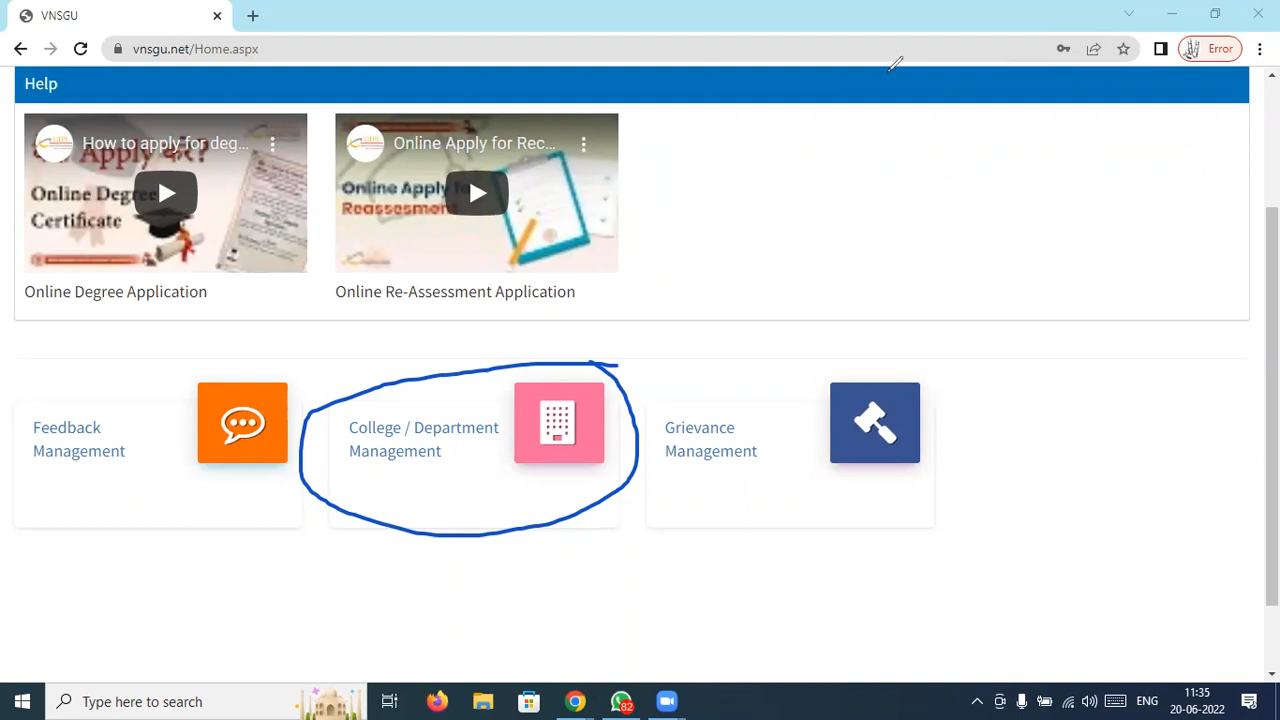 VNSGU
vnsgu.net/Home.aspx
Error
Help
How to apply for deg...
Online Degree
Certificate
Online Apply for Rec...
Online Apply
Reassesment
Online Degree Application
Online Re-Assessment Application
Feedback
Management
College / Department
Management
Grievance
Management
Type here to search
82
ENG
11:35
20-06-2022